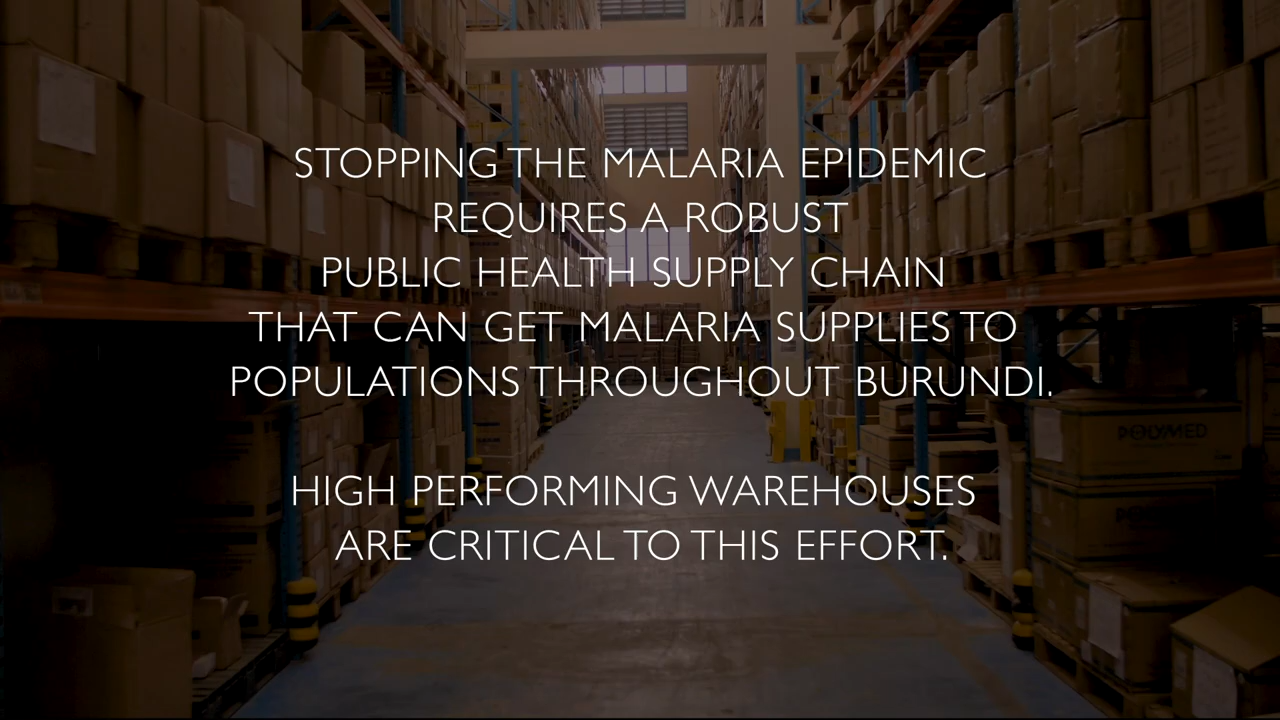 STOPPING THE MALARIA EPIDEMIC
REQUIRES A ROBUST
PUBLIC HEALTH SUPPLY CHAIN
THAT CAN GET MALARIA SUPPLIES TO
POPULATIONS THROUGHOUT BURUNDI.
POLYMED
HIGH PERFORMING WAREHOUSES
ARE CRITICAL TO THIS EFFORT.